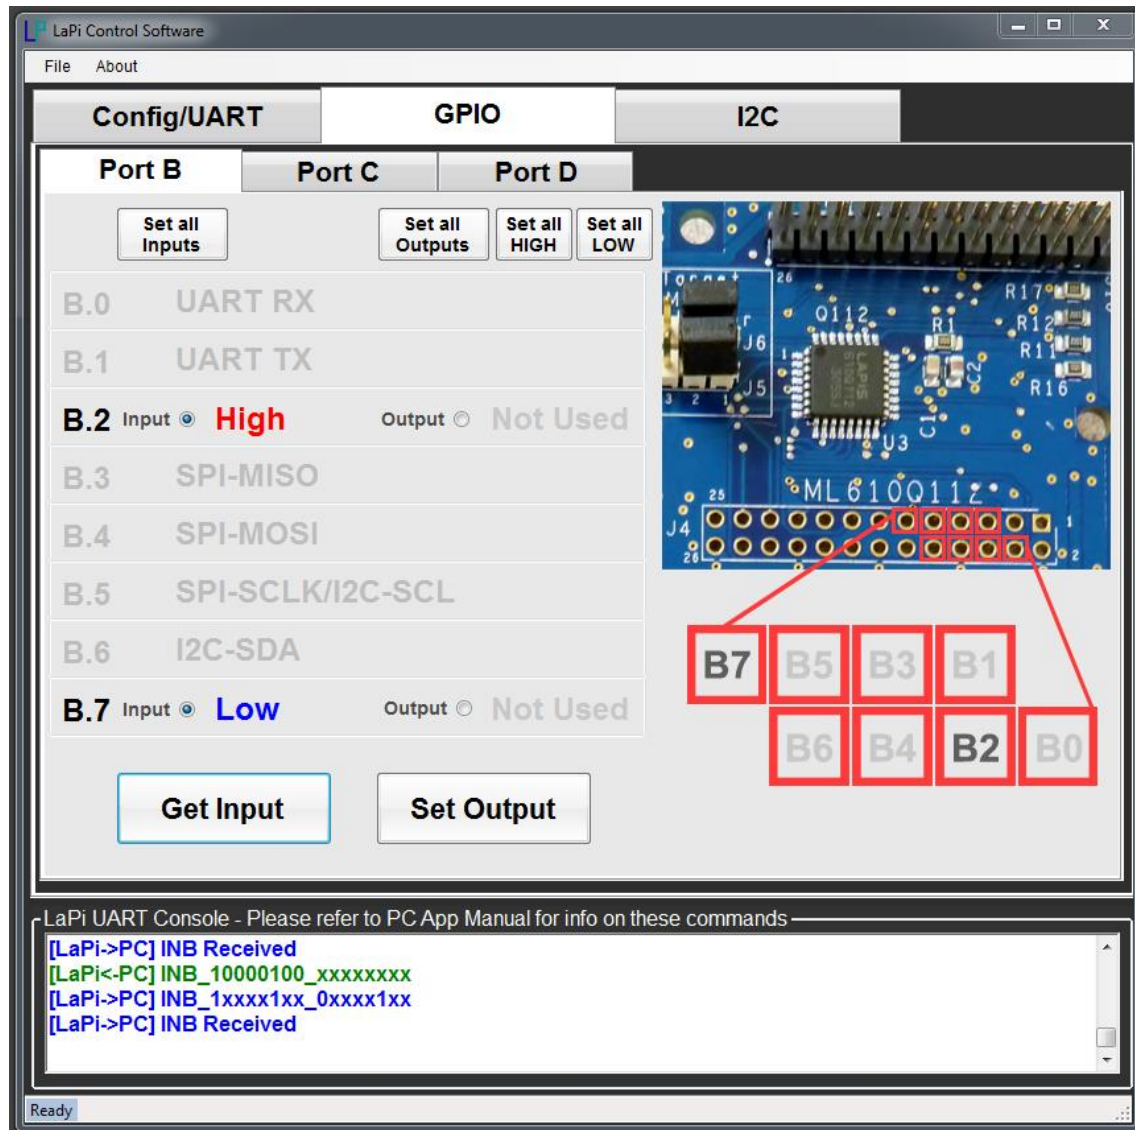 LaPi Control Software
File About
Config/UART GPIO I2C
Port B Port C Port D
Set all Inputs
Set all Outputs
Set all HIGH
Set all LOW
B.0 UART RX
B.1 UART TX
B.2 Input High Output Not Used
B.3 SPI-MISO
B.4 SPI-MOSI
B.5 SPI-SCLK/I2C-SCL
B.6 I2C-SDA
B.7 Input Low Output Not Used
Get Input Set Output
26
R17
Q112
R1
R12
J6
R11
C2
J5
R16
3 2 1
C1
U3
ML610Q112
25
J4
1
26
2
B7 B5 B3 B1
B6 B4 B2 B0
LaPi UART Console - Please refer to PC App Manual for info on these commands
[LaPi->PC] INB Received
[LaPi<-PC] INB_10000100_xxxxxxxx
[LaPi->PC] INB_1xxxx1xx_0xxxx1xx
[LaPi->PC] INB Received
Ready